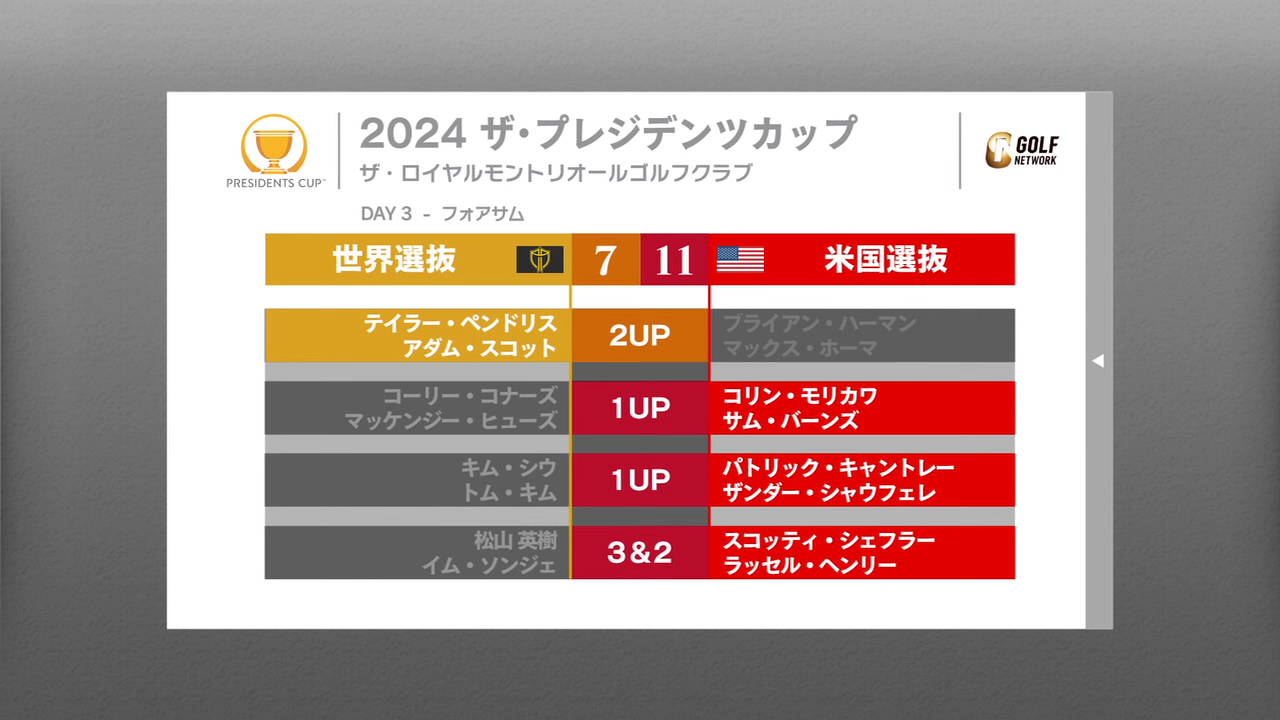 PRESIDENTS CUP™
2024 ザ・プレジデンツカップ
ザ・ロイヤルモントリオールゴルフクラブ
GOLF
NETWORK
DAY 3 - フォアサム
世界選抜 7 11 米国選抜
テイラー・ペンドリス
アダム・スコット
2UP
ブライアン・ハーマン
マックス・ホーマ
コーリー・コナーズ
マッケンジー・ヒューズ
1UP
コリン・モリカワ
サム・バーンズ
キム・シウ
トム・キム
1UP
パトリック・キャントレー
ザンダー・シャウフェレ
松山 英樹
イム・ソンジェ
3&2
スコッティ・シェフラー
ラッセル・ヘンリー